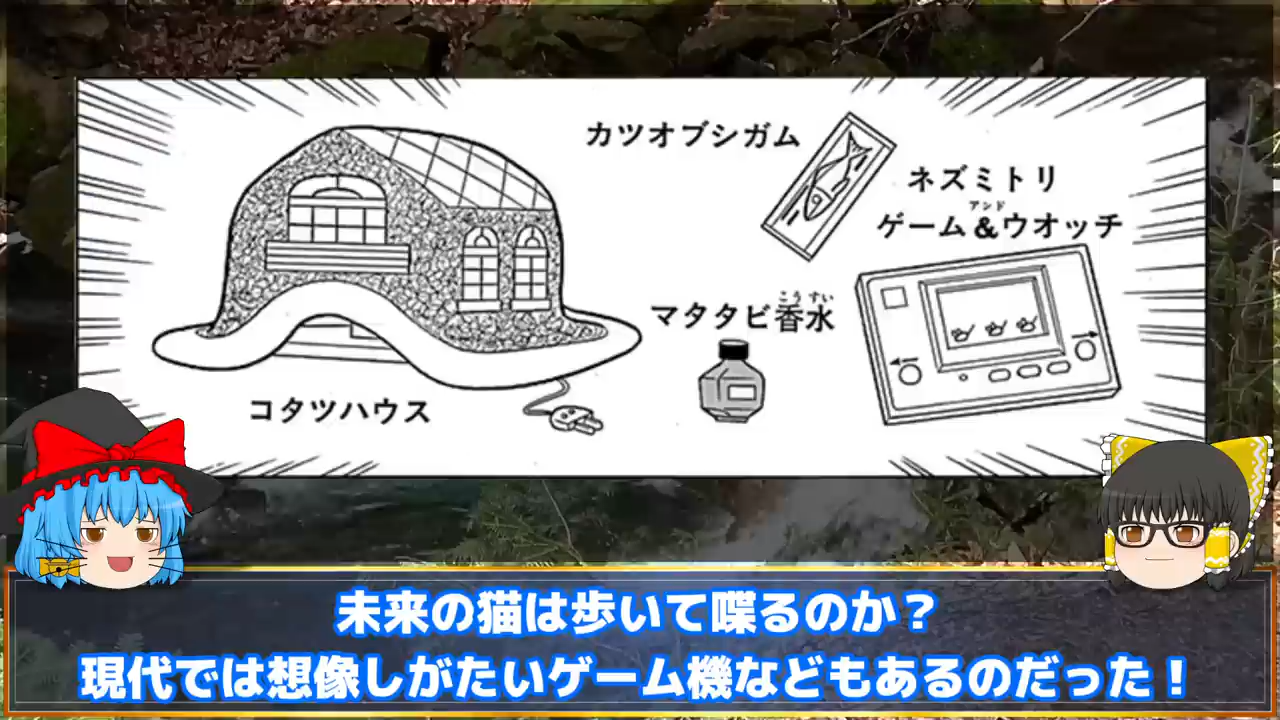 カツオブシガム
ネズミトリ
アンド
ゲーム&ウオッチ
こうすい
マタタビ香水
コタツハウス
未来の猫は歩いて喋るのか?
現代では想像しがたいゲーム機などもあるのだった!